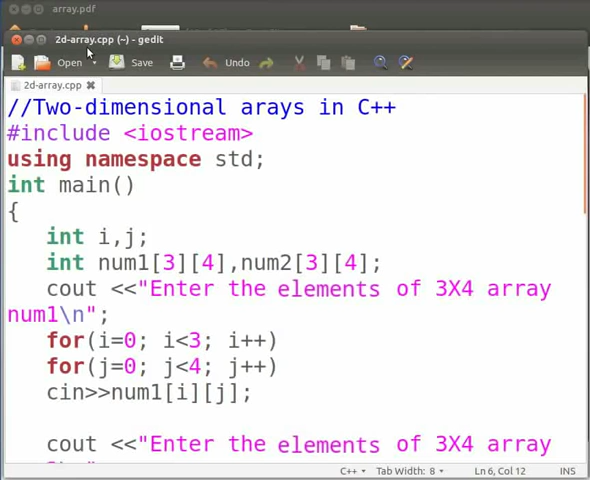 array.pdf
2d-array.cpp (~) - gedit
Open Save Undo
2d-array.cpp
//Two-dimensional arays in C++
#include <iostream>
using namespace std;
int main()
{
int i,j;
int num1[3][4],num2[3][4];
cout <<"Enter the elements of 3X4 array
num1\n";
for(i=0; i<3; i++)
for(j=0; j<4; j++)
cin>>num1[i][j];
cout <<"Enter the elements of 3X4 array
C++ Tab Width: 8 Ln 6, Col 12 INS